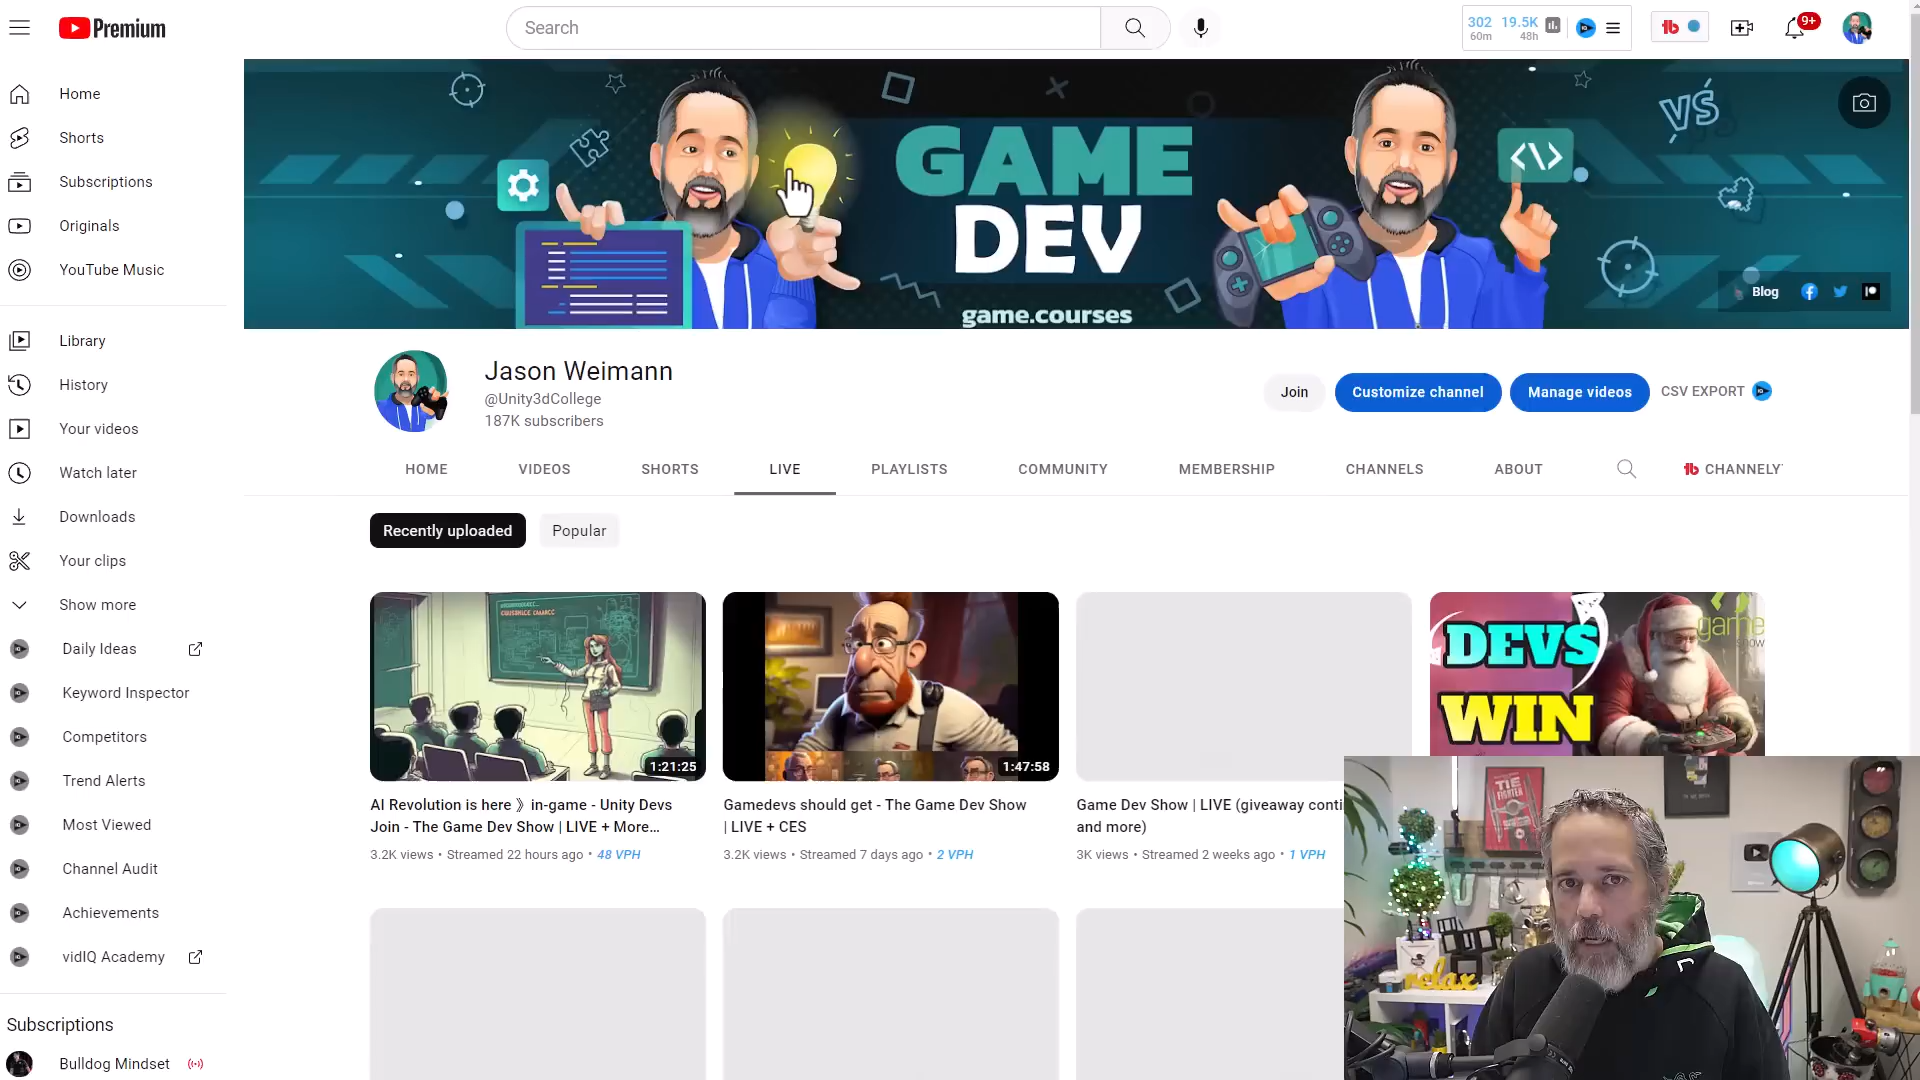 Premium
Search
302 19.5K
60m 48h
9+
Home
Shorts
Subscriptions
Originals
YouTube Music
Library
History
Your videos
Watch later
Downloads
Your clips
Show more
Daily Ideas
Keyword Inspector
Competitors
Trend Alerts
Most Viewed
Channel Audit
Achievements
vidIQ Academy
Subscriptions
Bulldog Mindset
VS
GAME
DEV
game.courses
Blog
Jason Weimann
@Unity3dCollege
187K subscribers
Join
Customize channel
Manage videos
CSV EXPORT
HOME
VIDEOS
SHORTS
LIVE
PLAYLISTS
COMMUNITY
MEMBERSHIP
CHANNELS
ABOUT
CHANNELY
Recently uploaded
Popular
1:21:25
AI Revolution is here 》in-game - Unity Devs
Join - The Game Dev Show | LIVE + More...
3.2K views • Streamed 22 hours ago • 48 VPH
1:47:58
Gamedevs should get - The Game Dev Show
| LIVE + CES
3.2K views • Streamed 7 days ago • 2 VPH
Game Dev Show | LIVE (giveaway conti
and more)
3K views • Streamed 2 weeks ago • 1 VPH
DEVS
WIN
game
show
TIE
FIGHTER
relax